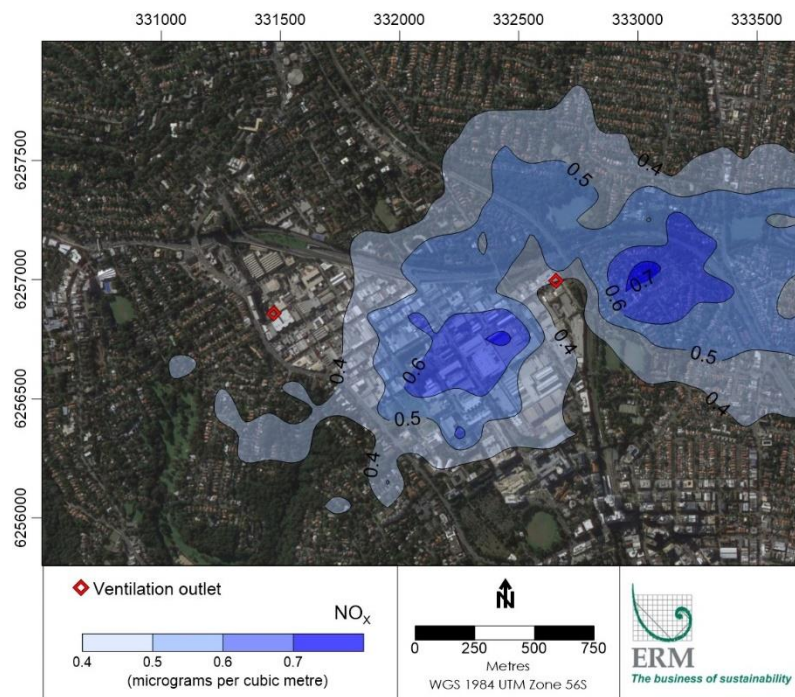 331000 331500 332000 332500 333000 333500
6257500
6257000
6256500
6256000
0.4
0.5
0.7
0.6
0.4
0.4
0.6
0.5
0.5
0.4
0.4
Ventilation outlet
NOx
0.4 0.5 0.6 0.7
(micrograms per cubic metre)
N
0 250 500 750
Metres
WGS 1984 UTM Zone 56S
ERM
The business of sustainability